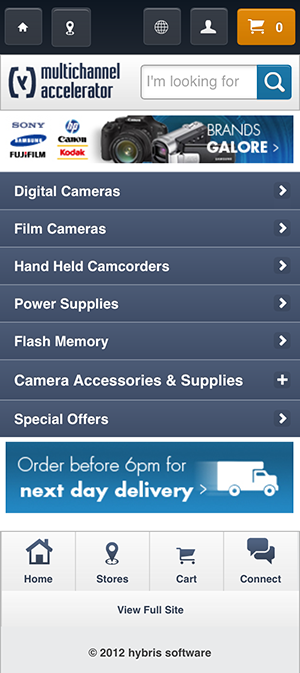 0
multichannel
accelerator
I'm looking for
SONY
hp
SAMSUNG
Canon
FUJIFILM
Kodak
BRANDS
GALORE >
Digital Cameras
Film Cameras
Hand Held Camcorders
Power Supplies
Flash Memory
Camera Accessories & Supplies
Special Offers
Order before 6pm for
next day delivery >
Home Stores Cart Connect
View Full Site
© 2012 hybris software